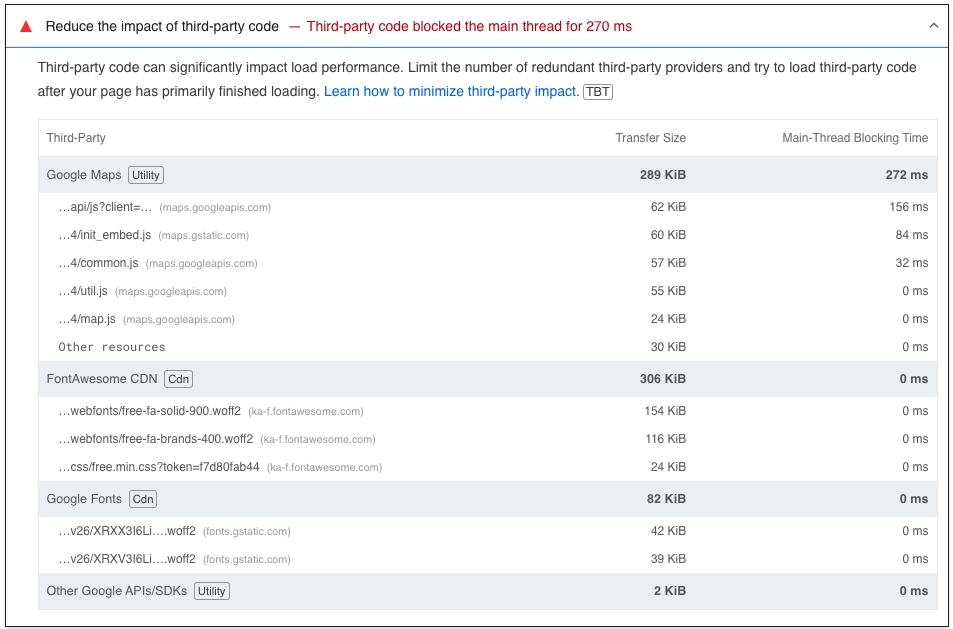 Reduce the impact of third-party code — Third-party code blocked the main thread for 270 ms
Third-party code can significantly impact load performance. Limit the number of redundant third-party providers and try to load third-party code
after your page has primarily finished loading. Learn how to minimize third-party impact. TBT
Third-Party Transfer Size Main-Thread Blocking Time
Google Maps Utility 289 KiB 272 ms
…api/js?client=… (maps.googleapis.com) 62 KiB 156 ms
…4/init_embed.js (maps.gstatic.com) 60 KiB 84 ms
…4/common.js (maps.googleapis.com) 57 KiB 32 ms
…4/util.js (maps.googleapis.com) 55 KiB 0 ms
…4/map.js (maps.googleapis.com) 24 KiB 0 ms
Other resources 30 KiB 0 ms
FontAwesome CDN Cdn 306 KiB 0 ms
…webfonts/free-fa-solid-900.woff2 (ka-f.fontawesome.com) 154 KiB 0 ms
…webfonts/free-fa-brands-400.woff2 (ka-f.fontawesome.com) 116 KiB 0 ms
…css/free.min.css?token=f7d80fab44 (ka-f.fontawesome.com) 24 KiB 0 ms
Google Fonts Cdn 82 KiB 0 ms
…v26/XRXX3I6Li….woff2 (fonts.gstatic.com) 42 KiB 0 ms
…v26/XRXV3I6Li….woff2 (fonts.gstatic.com) 39 KiB 0 ms
Other Google APIs/SDKs Utility 2 KiB 0 ms